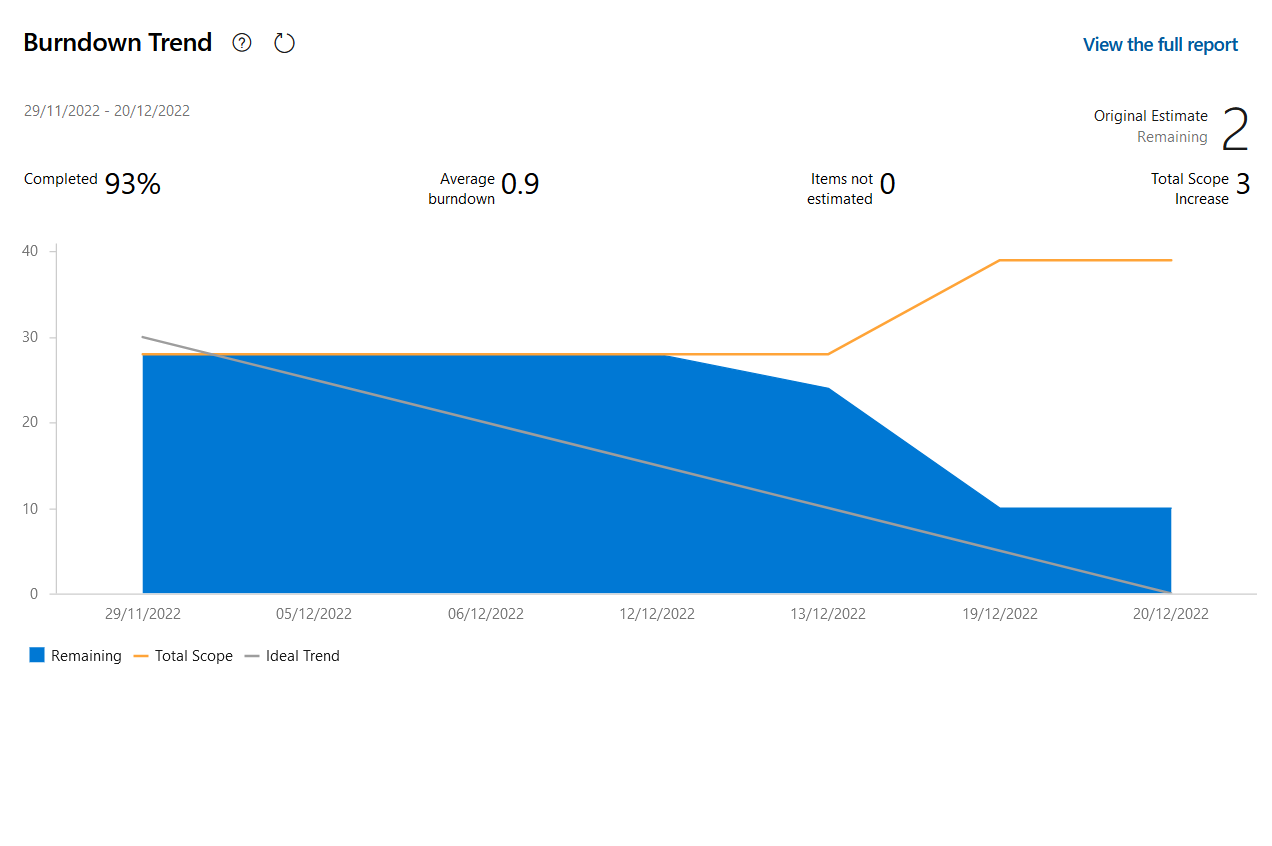 Burndown Trend
View the full report
29/11/2022 - 20/12/2022
Original Estimate
Remaining
2
Completed 93%
Average
burndown
0.9
Items not
estimated
0
Total Scope
Increase
3
40
30
20
10
0
29/11/2022 05/12/2022 06/12/2022 12/12/2022 13/12/2022 19/12/2022 20/12/2022
Remaining Total Scope Ideal Trend